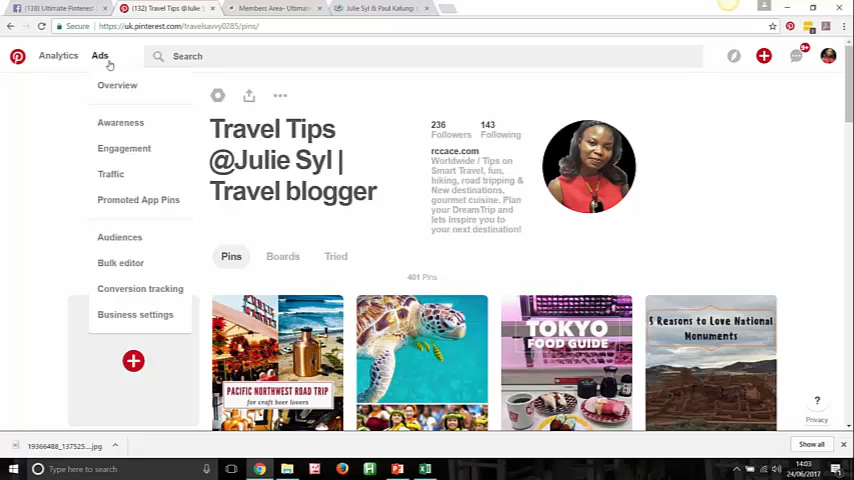 (138) Ultimate Pinterest
(132) Travel Tips @Julie Sy
Members Area- Ultimate
Julie Syl & Paul Kalungi
Secure
https://uk.pinterest.com/travelsavvy0285/pins/
Analytics
Ads
Search
9+
Overview
Awareness
Engagement
Traffic
Promoted App Pins
Audiences
Bulk editor
Conversion tracking
Business settings
Travel Tips
@Julie Syl |
Travel blogger
236
Followers
143
Following
rccace.com
Worldwide / Tips on
Smart Travel, fun,
hiking, road tripping &
New destinations,
gourmet cuisine. Plan
your DreamTrip and
lets Inspire you to
your next destination!
Pins
Boards
Tried
401 Pins
PACIFIC NORTHWEST ROAD TRIP
for craft beer lovers
TOKYO
FOOD GUIDE
5 Reasons to Love National
Monuments
?
Privacy
19366488_137525....jpg
Show all
Type here to search
14:03
24/06/2017